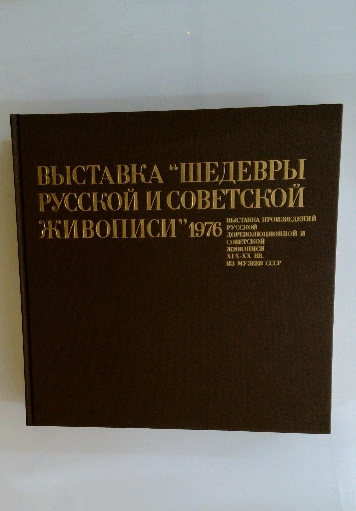 ВЫСТАВКА "ШЕДЕВРЫ
РУССКОЙ И СОВЕТСКОЙ
ЖИВОПИСИ" 1976
ВЫСТАВКА ПРОИЗВЕДЕНИЙ
РУССКОЙ
ДОРЕВОЛЮЦИОННОЙ И
СОВЕТСКОЙ
ЖИВОПИСИ
XIX-XX ВВ.
ИЗ МУЗЕЕВ СССР